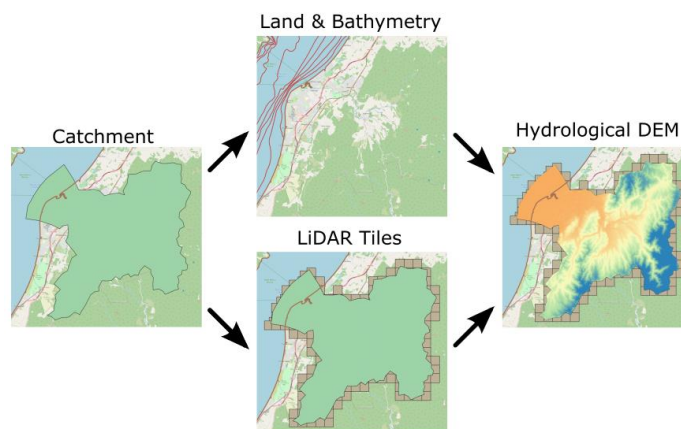 Land & Bathymetry
Catchment
Hydrological DEM
LiDAR Tiles